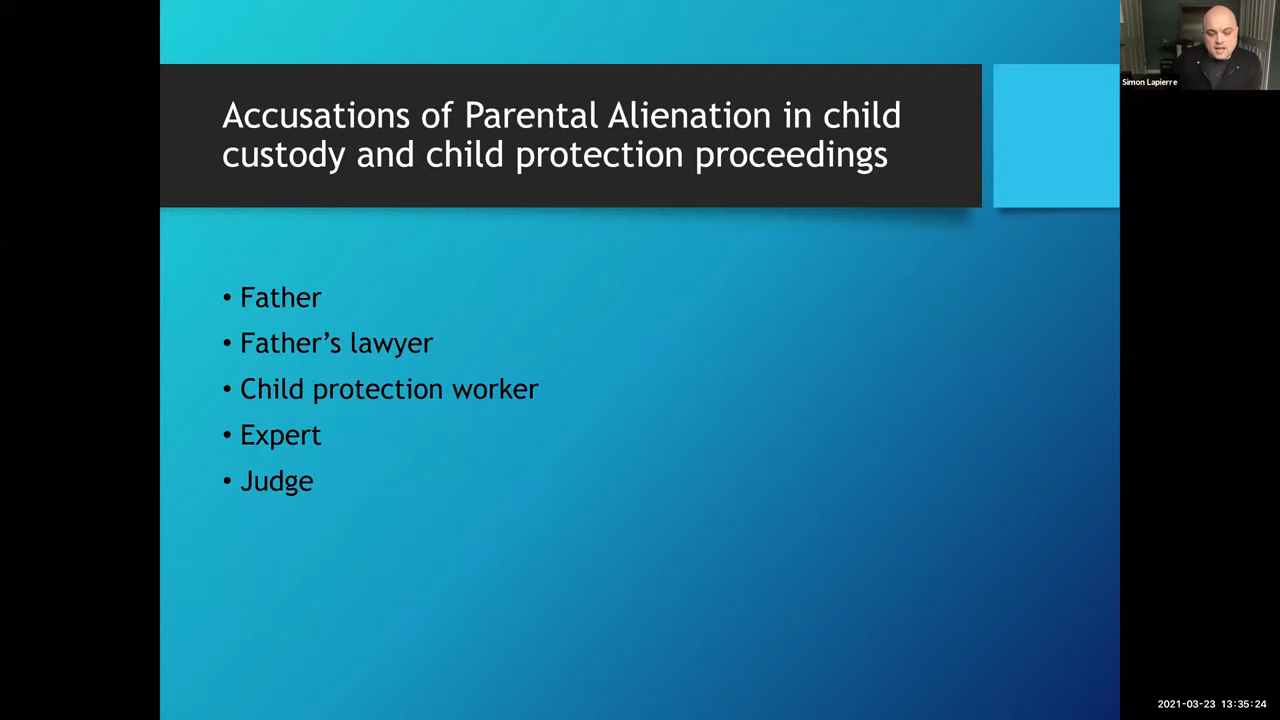 Accusations of Parental Alienation in child
custody and child protection proceedings
• Father
• Father’s lawyer
• Child protection worker
• Expert
• Judge
Simon Lapierre
2021-03-23 13:35:24